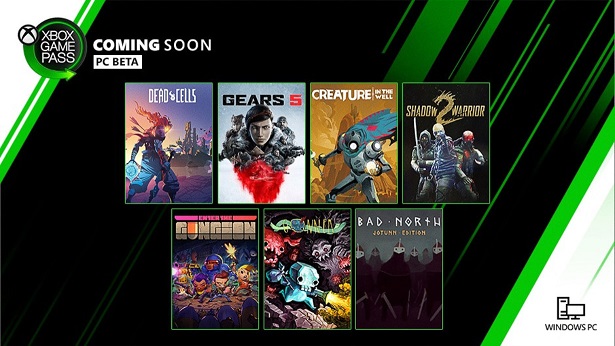 XBOX
GAME
PASS
COMING SOON
PC BETA
DEAD CELLS
GEARS 5
CREATURE IN THE WELL
SHADOW WARRIOR
2
ENTER THE
GUNGEON
BAD NORTH
JOTUNN EDITION
WINDOWS PC